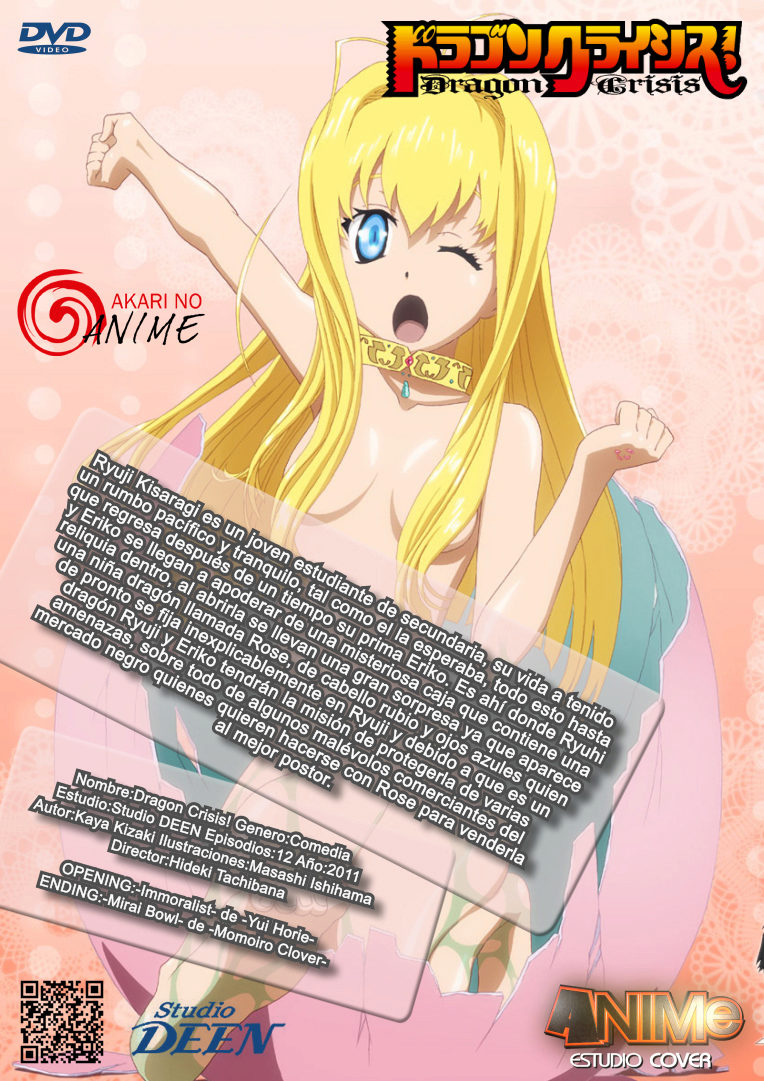 DVD
VIDEO
ドラゴンクライシス!
Dragon Crisis
AKARI NO
ANIME
Ryuji Kisaragi es un joven estudiante de secundaria, su vida a tenido
un rumbo pacífico y tranquilo, tal como el la esperaba. todo esto hasta
que regresa después de un tiempo su prima Eriko. Es ahí donde Ryuhi
y Eriko se llegan a apoderar de una misteriosa caja que contiene una
reliquia dentro, al abrirla se llevan una gran sorpresa ya que aparece
una niña dragón llamada Rose, de cabello rubio y ojos azules quien
de pronto se fija inexplicablemente en Ryuji y debido a que es un
dragón Ryuji y Eriko tendrán la misión de protegerla de varias
amenazas, sobre todo de algunos malévolos comerciantes del
mercado negro quienes quieren hacerse con Rose para venderla
al mejor postor.
Nombre:Dragon Crisis! Genero:Comedia
Estudio:Studio DEEN Episodios:12 Año:2011
Autor:Kaya Kizaki Ilustraciones:Masashi Ishihama
Director:Hideki Tachibana
OPENING:-Immoralist- de -Yui Horie-
ENDING:-Mirai Bowl- de -Momoiro Clover-
Studio
DEEN
ANIMe
ESTUDIO COVER